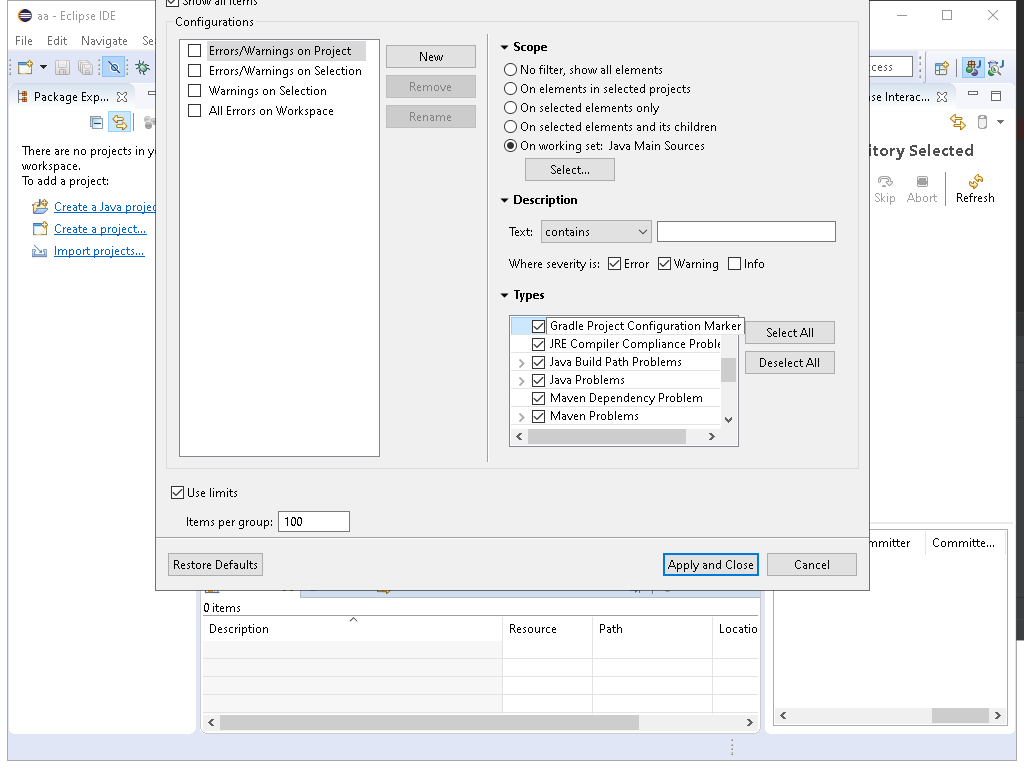 aa - Eclipse IDE
Show all items
File Edit Navigate Se
Configurations
Errors/Warnings on Project
Errors/Warnings on Selection
Warnings on Selection
All Errors on Workspace
New
Remove
Rename
Scope
No filter, show all elements
On elements in selected projects
On selected elements only
On selected elements and its children
On working set: Java Main Sources
Select...
Description
Text: contains
Where severity is: Error Warning Info
Types
Gradle Project Configuration Marker
JRE Compiler Compliance Proble
Java Build Path Problems
Java Problems
Maven Dependency Problem
Maven Problems
Select All
Deselect All
Use limits
Items per group: 100
Restore Defaults
Apply and Close
Cancel
Package Exp...
There are no projects in y
workspace.
To add a project:
Create a Java projec
Create a project...
Import projects...
cess
se Interac...
itory Selected
Skip Abort Refresh
mmitter Committe...
0 items
Description Resource Path Locatio